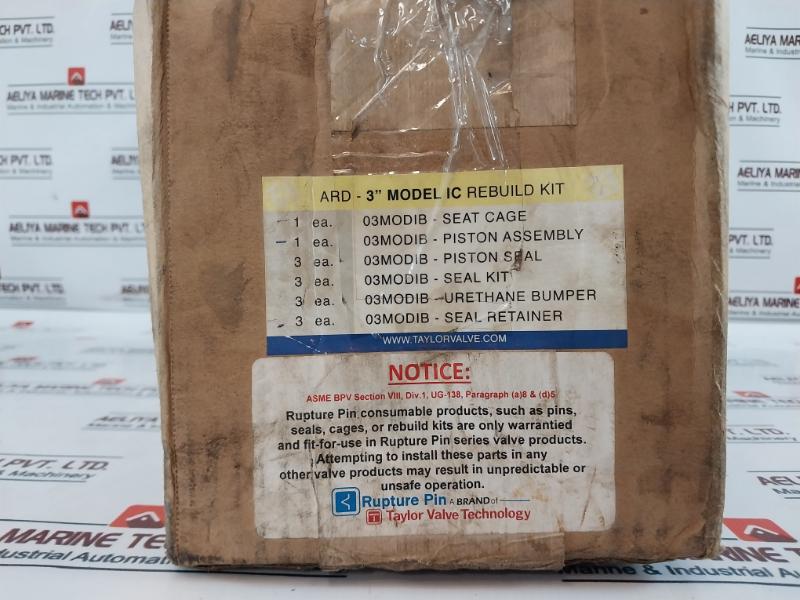 ARD - 3" MODEL IC REBUILD KIT
1 ea. 03MODIB - SEAT CAGE
1 ea. 03MODIB - PISTON ASSEMBLY
3 ea. 03MODIB - PISTON SEAL
3 ea. 03MODIB - SEAL KIT
3 ea. 03MODIB - URETHANE BUMPER
3 ea. 03MODIB - SEAL RETAINER
WWW.TAYLORVALVE.COM
NOTICE:
ASME BPV Section VIII, Div.1, UG-138, Paragraph (a)8 & (d)5
Rupture Pin consumable products, such as pins,
seals, cages, or rebuild kits are only warrantied
and fit-for-use in Rupture Pin series valve products.
Attempting to install these parts in any
other valve products may result in unpredictable or
unsafe operation.
Rupture Pin A BRAND of
Taylor Valve Technology
AELIYA MARINE TECH PVT. LTD.
Marine & Industrial Automation & Machinery